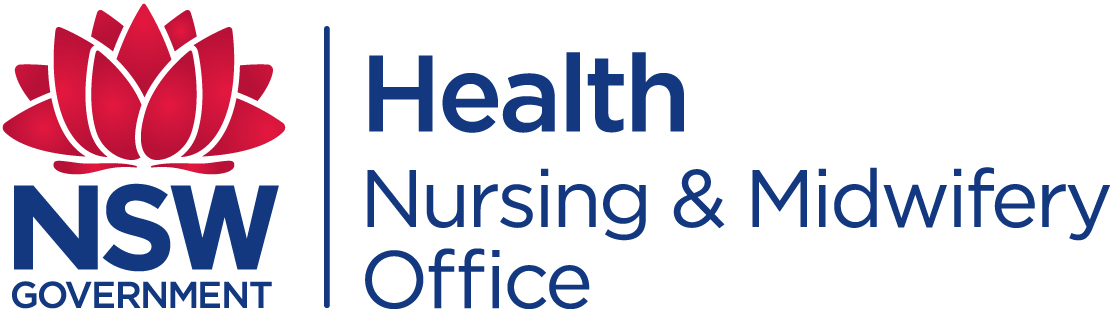 NSW
GOVERNMENT
Health
Nursing & Midwifery
Office